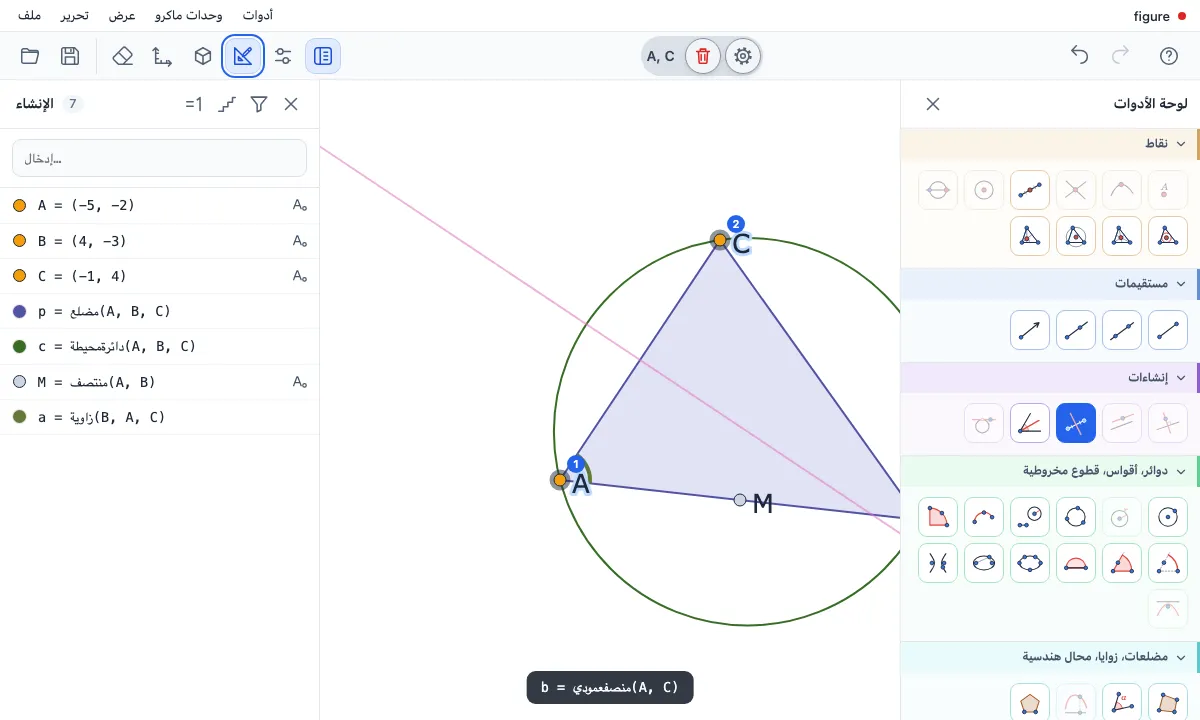 ملف تحرير عرض وحدات ماكرو أدوات
figure
A, C
الإنشاء 7
=1
إدخال...
A = (-5, -2)
B = (4, -3)
C = (-1, 4)
p = مضلع(A, B, C)
c = دائرةمحيطة(A, B, C)
M = منتصف(A, B)
a = زاوية(B, A, C)
2
C
1
A
M
b = منصفعمودي(A, C)
لوحة الأدوات
نقاط
مستقيمات
إنشاءات
دوائر، أقواس، قطوع مخروطية
مضلعات، زوايا، محال هندسية